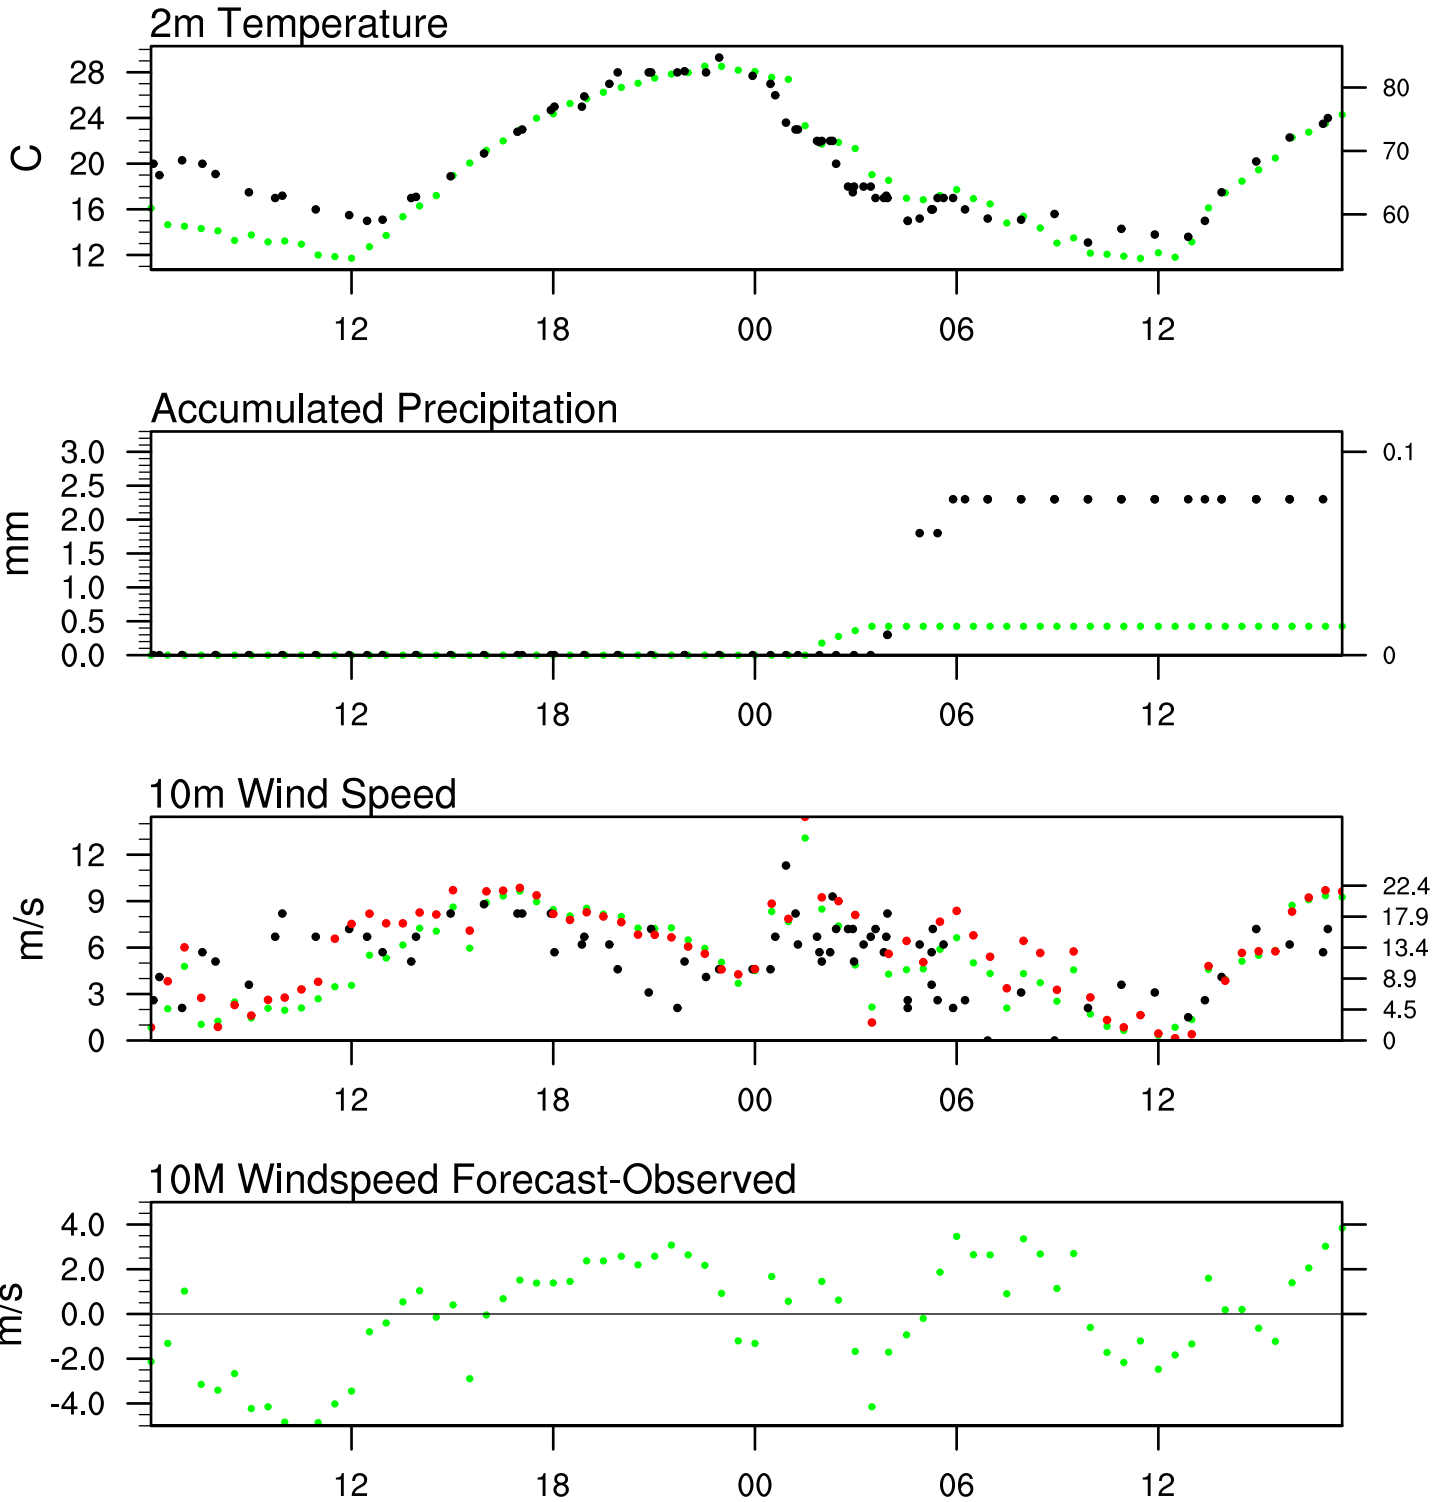 2m Temperature
28
24
20
16
12
C
80
70
60
12 18 00 06 12
Accumulated Precipitation
3.0
2.5
2.0
1.5
1.0
0.5
0.0
mm
0.1
0
12 18 00 06 12
10m Wind Speed
12
9
6
3
0
m/s
22.4
17.9
13.4
8.9
4.5
0
12 18 00 06 12
10M Windspeed Forecast-Observed
4.0
2.0
0.0
-2.0
-4.0
m/s
12 18 00 06 12